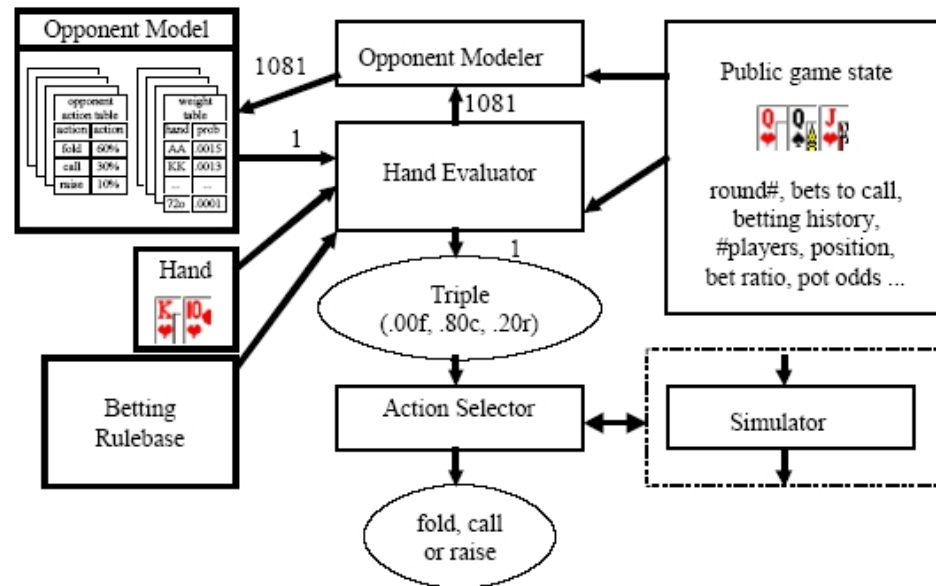 Opponent Model
opponent
action table
action action
fold 60%
call 30%
raise 10%
weight
table
hand prob
AA .0015
KK .0013
... ...
72o .0001
1081
1
Opponent Modeler
1081
Hand Evaluator
1
Public game state
Q Q J
round#, bets to call,
betting history,
#players, position,
bet ratio, pot odds ...
Hand
K 10
Betting
Rulebase
Triple
(.00f, .80c, .20r)
Action Selector
Simulator
fold, call
or raise